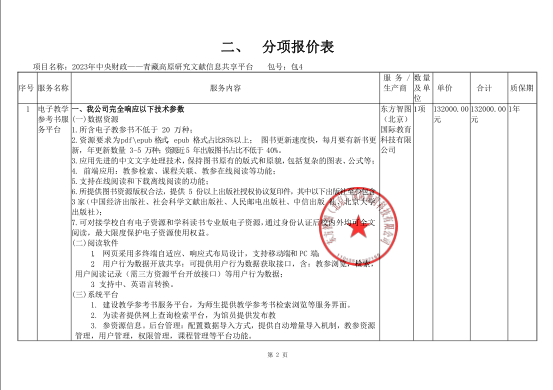 二、 分项报价表
项目名称：2023年中央财政——青藏高原研究文献信息共享平台 包号：包4
序号 服务名称 服务内容 服务/生产商 数量及单位 单价 合计 质保期
1 电子教学参考书服务平台 东方智图（北京）国际教育科技有限公司 1项 132000.00元 132000.00元 1年
一、我公司完全响应以下技术参数
(一)数据资源
1.所含电子教参书不低于 20 万种;
2.资源要求为pdf\epub格式，epub 格式占比85%以上; 图书更新速度快，每月要有新书更
新，年更新数量 3-5 万种；资源近 5 年出版图书占比不低于 40%.
3.应用先进的中文文字处理技术，保持图书原有的版式和原貌，包括复杂的图表、公式等；
4. 前端应用：教参检索、课程关联、教参在线阅读等功能；
5.支持在线阅读和下载离线阅读的功能；
6.所提供图书资源版权合法，提供 5 份以上出版社授权协议复印件，其中以下出版社至少包含
3 家(中国经济出版社、社会科学文献出版社、人民邮电出版社、中信出版社、北京大学
出版社)；
7.可对接学校自有电子资源和学科读书专业版电子资源，通过身份认证后校内外均可全文
阅读，最大限度保护电子资源使用权益。
(二)阅读软件
1 网页采用多终端自适应、响应式布局设计，支持移动端和PC 端；
2 用户行为数据开放共享：可提供用户行为数据获取接口，含：教参浏览、检索、
用户阅读记录（需三方资源平台开放接口）等用户行为数据；
3 支持中、英语言转换。
(三)系统平台
1. 建设教学参考书服务平台，为师生提供教学参考书检索浏览等服务界面。
2. 为读者提供网上查询检索平台，为馆员提供发布教
3. 参资源信息。后台管理：配置数据导入方式，提供自动增量导入机制，教参资源
管理，用户管理，权限管理，课程管理等平台功能。
第 2 页